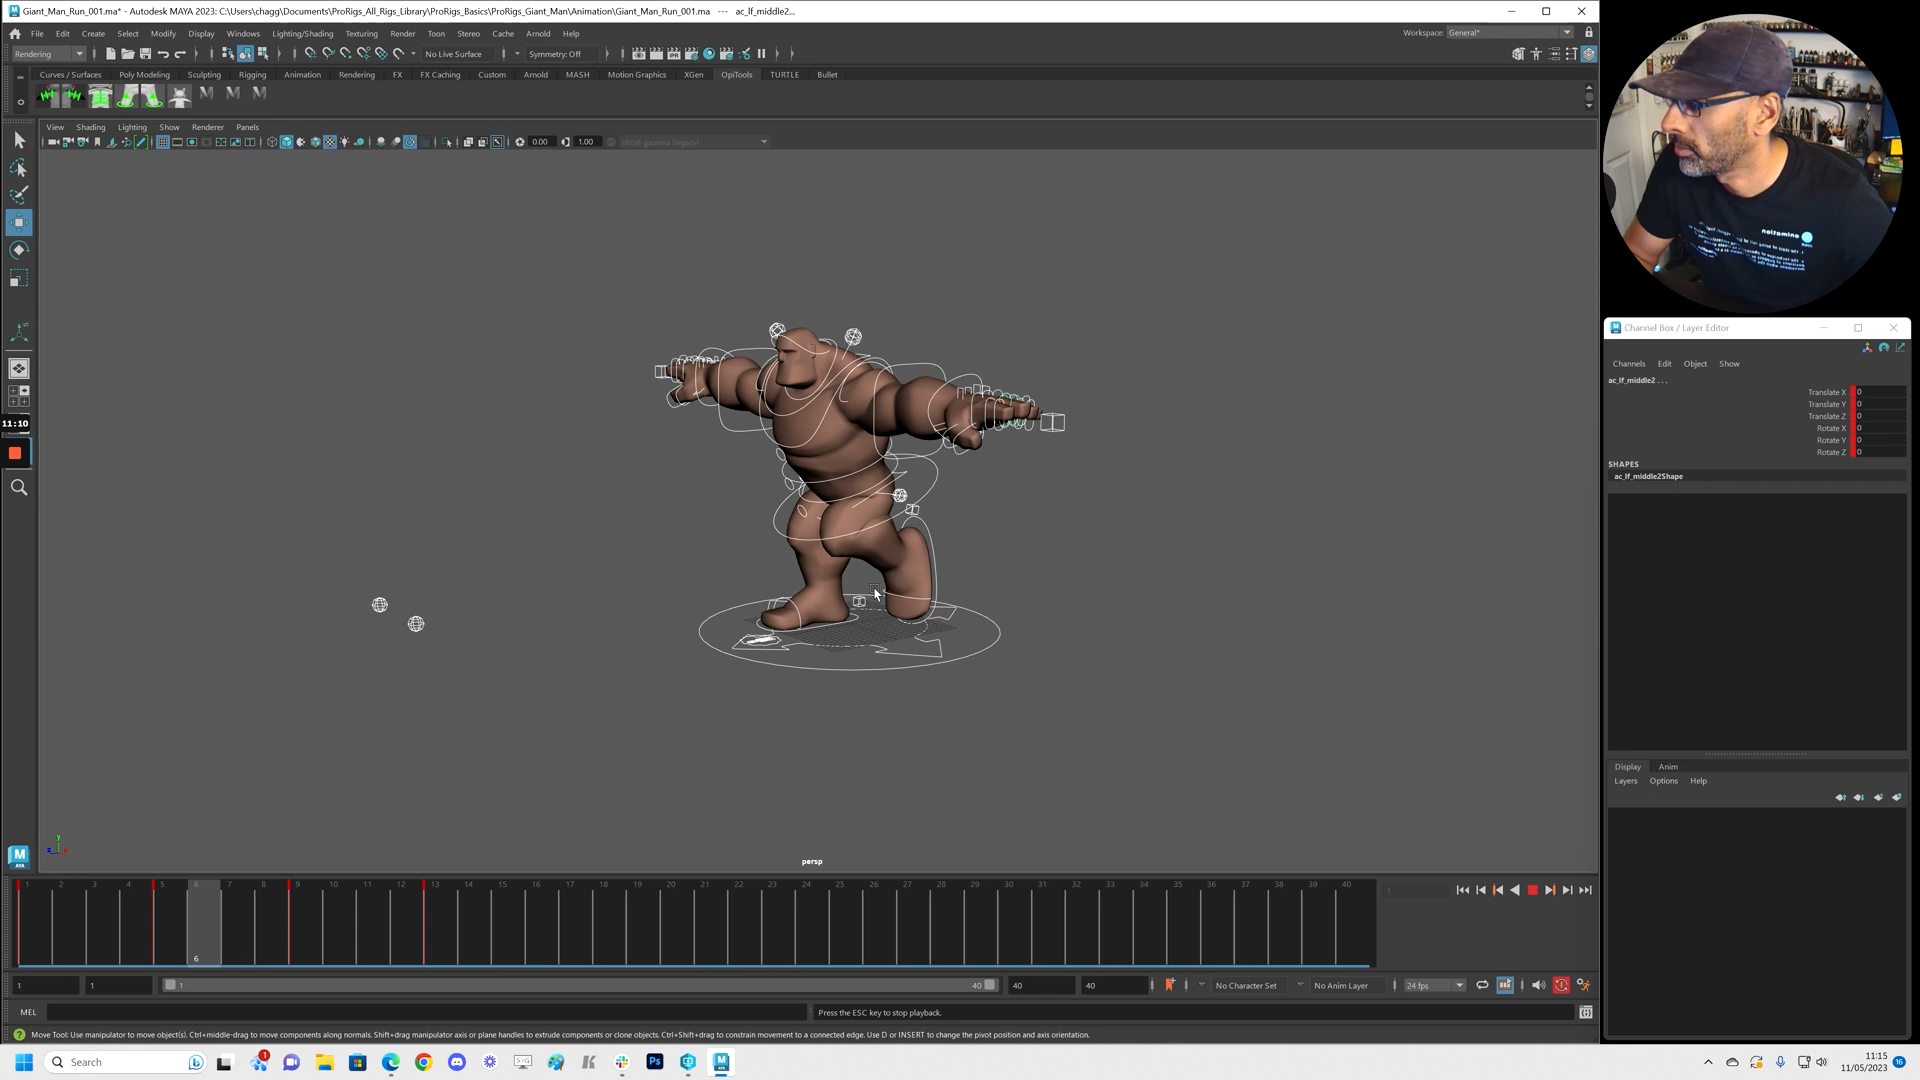 Giant_Man_Run_001.ma* - Autodesk MAYA 2023: C:\Users\chagg\Documents\ProRigs_All_Rigs_Library\ProRigs_Basics\ProRigs_Giant_Man\Animation\Giant_Man_Run_001.ma --- ac_lf_middle2...
File Edit Create Select Modify Display Windows Lighting/Shading Texturing Render Toon Stereo Cache Arnold Help
Workspace: General*
Rendering
No Live Surface
Symmetry: Off
Curves / Surfaces Poly Modeling Sculpting Rigging Animation Rendering FX FX Caching Custom Arnold MASH Motion Graphics XGen OpiTools TURTLE Bullet
View Shading Lighting Show Renderer Panels
0.00 1.00 sRGB gamma (legacy)
Channel Box / Layer Editor
Channels Edit Object Show
ac_lf_middle2 . . .
Translate X 0
Translate Y 0
Translate Z 0
Rotate X 0
Rotate Y 0
Rotate Z 0
SHAPES
ac_lf_middle2Shape
11:10
Display Anim
Layers Options Help
persp
1 2 3 4 5 6 7 8 9 10 11 12 13 14 15 16 17 18 19 20 21 22 23 24 25 26 27 28 29 30 31 32 33 34 35 36 37 38 39 40
6
1 1 1 40 40 40 No Character Set No Anim Layer 24 fps
MEL
Press the ESC key to stop playback.
Move Tool: Use manipulator to move object(s). Ctrl+middle-drag to move components along normals. Shift+drag manipulator axis or plane handles to extrude components or clone objects. Ctrl+Shift+drag to constrain movement to a connected edge. Use D or INSERT to change the pivot position and axis orientation.
Search
11:15
11/05/2023
16